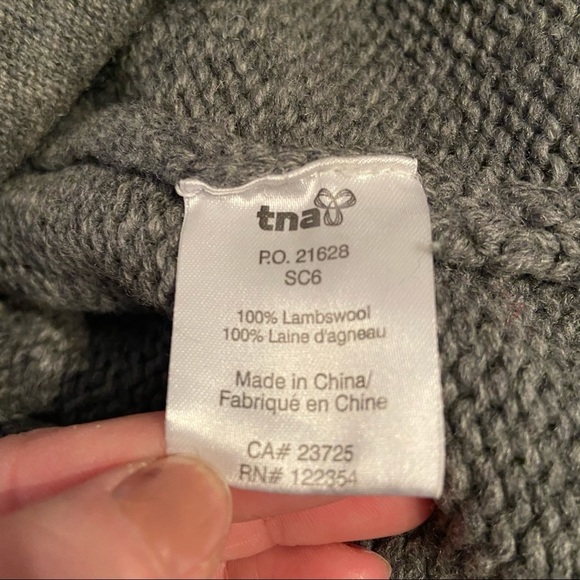 tna
P.O. 21628
SC6
100% Lambswool
100% Laine d'agneau
Made in China/
Fabriqué en Chine
CA# 23725
RN# 122354